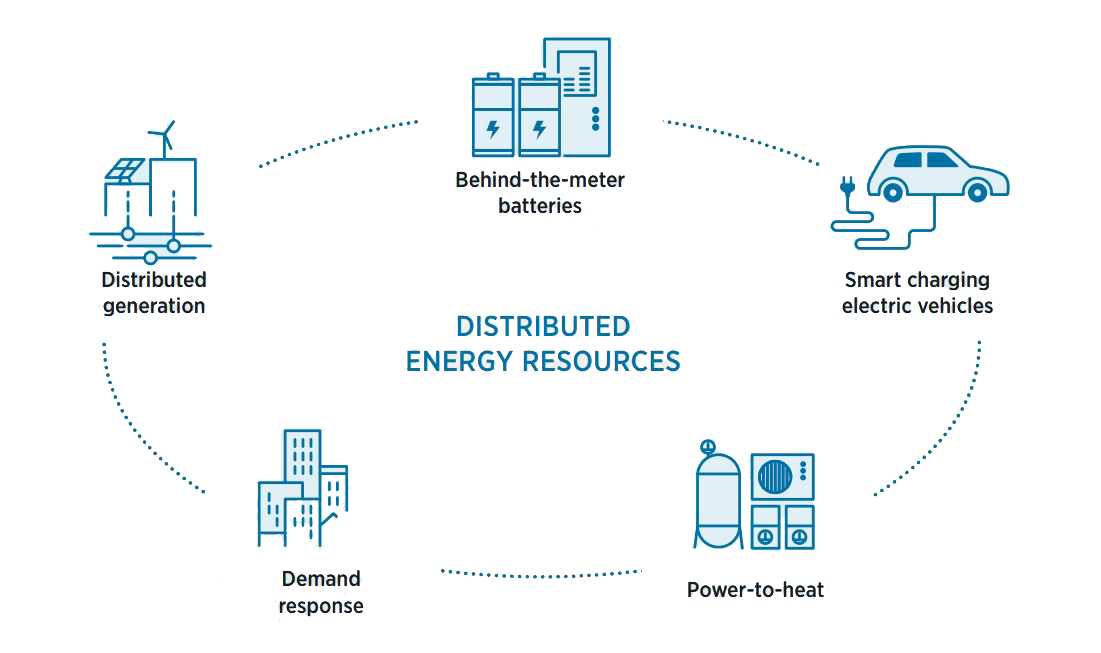 Behind-the-meter
batteries
Distributed
generation
Smart charging
electric vehicles
DISTRIBUTED
ENERGY RESOURCES
Demand
response
Power-to-heat